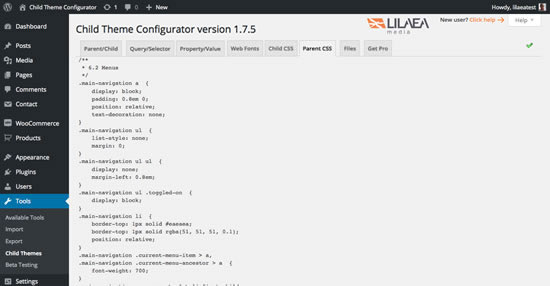 Child Theme Configurator
1
0
New
Howdy, lilaeatest
Dashboard
Posts
Media
Pages
Comments
Contact
WooCommerce
Products
Appearance
Plugins
Users
Tools
Available Tools
Import
Export
Child Themes
Beta Testing
Settings
Child Theme Configurator version 1.7.5
LILAEA
media
New user? Click help
Help
Parent/Child
Query/Selector
Property/Value
Web Fonts
Child CSS
Parent CSS
Files
Get Pro
/**
* 6.2 Menus
*/
.main-navigation a {
display: block;
padding: 0.8em 0;
position: relative;
text-decoration: none;
}
.main-navigation ul {
list-style: none;
margin: 0;
}
.main-navigation ul ul {
display: none;
margin-left: 0.8em;
}
.main-navigation ul .toggled-on {
display: block;
}
.main-navigation li {
border-top: 1px solid #eaeaea;
border-top: 1px solid rgba(51, 51, 51, 0.1);
position: relative;
}
.main-navigation .current-menu-item > a,
.main-navigation .current-menu-ancestor > a {
font-weight: 700;
}